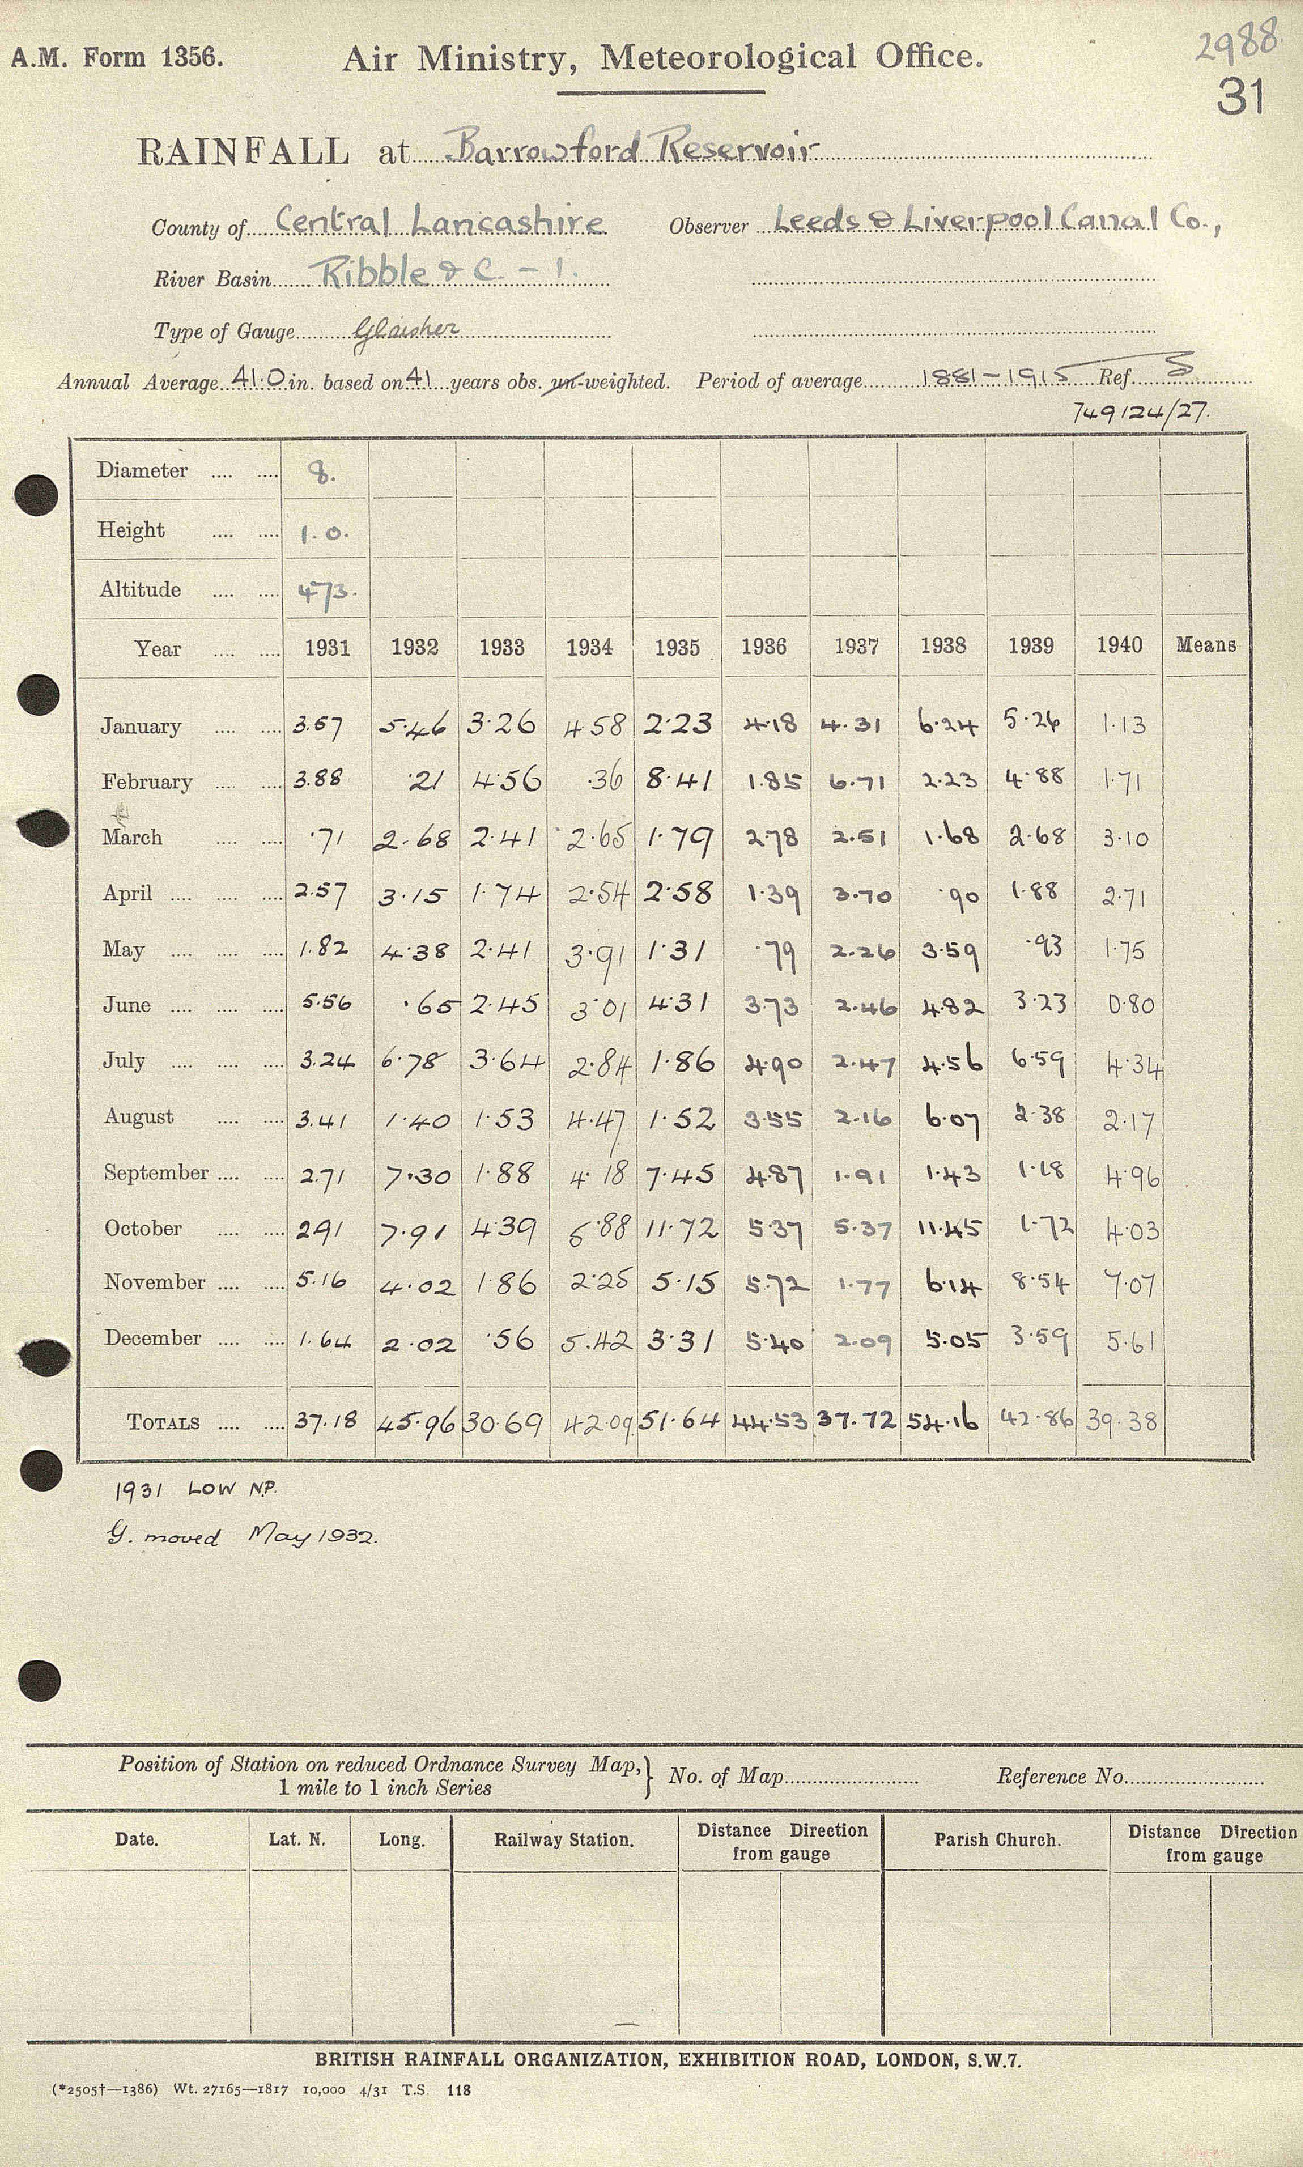 2988
A.M. Form 1356. Air Ministry, Meteorological Office.
31
RAINFALL at Barrowford Reservoir
County of Central Lancashire Observer Leeds & Liverpool Canal Co.,
River Basin Ribble & C. - 1.
Type of Gauge Glaisher
Annual Average 41.0 in. based on 41 years obs. un-weighted. Period of average 1881-1915 Ref. S
749124/27.
Diameter 8.
Height 1.0.
Altitude 473.
Year 1931 1932 1933 1934 1935 1936 1937 1938 1939 1940 Means
January 3.57 5.46 3.26 4.58 2.23 4.18 4.31 6.24 5.26 1.13
February 3.88 .21 4.56 .36 8.41 1.85 6.71 2.23 4.88 1.71
March .71 2.68 2.41 2.65 1.79 2.78 2.51 1.68 2.68 3.10
April 2.57 3.15 1.74 2.54 2.58 1.39 3.70 .90 1.88 2.71
May 1.82 4.38 2.41 3.91 1.31 .79 2.26 3.59 .93 1.75
June 5.56 .65 2.45 3.01 4.31 3.73 2.46 4.82 3.23 0.80
July 3.24 6.78 3.64 2.84 1.86 4.90 2.47 4.56 6.59 4.34
August 3.41 1.40 1.53 4.47 1.52 3.55 2.16 6.07 2.38 2.17
September 2.71 7.30 1.88 4.18 7.45 4.87 1.91 1.43 1.18 4.96
October 2.91 7.91 4.39 6.88 11.72 5.37 5.37 11.45 1.72 4.03
November 5.16 4.02 1.86 2.25 5.15 5.72 1.77 6.14 8.54 7.07
December 1.64 2.02 .56 5.42 3.31 5.40 2.09 5.05 3.59 5.61
TOTALS 37.18 45.96 30.69 42.09 51.64 44.53 37.72 54.16 42.86 39.38
1931 LOW N.P.
G. moved May 1932.
Position of Station on reduced Ordnance Survey Map,} No. of Map Reference No.
1 mile to 1 inch Series
Date. Lat. N. Long. Railway Station. Distance Direction from gauge Parish Church. Distance Direction from gauge
BRITISH RAINFALL ORGANIZATION, EXHIBITION ROAD, LONDON, S.W.7.
(*2505†—1386) Wt. 27165—1817 10,000 4/31 T.S. 118